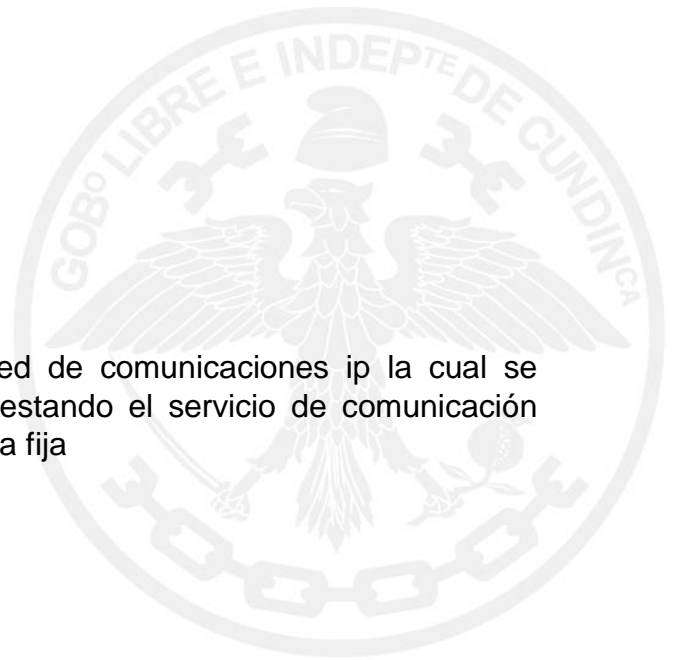 GOBº LIBRE E INDEPTE DE CUNDINCA
ed de comunicaciones ip la cual se
estando el servicio de comunicación
a fija